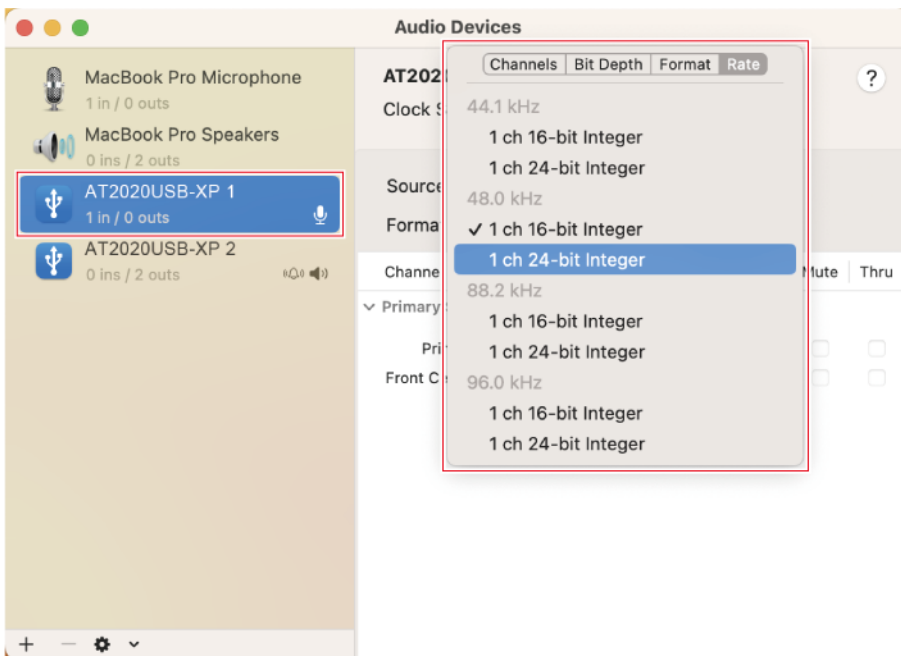 Audio Devices
MacBook Pro Microphone
1 in / 0 outs
MacBook Pro Speakers
0 ins / 2 outs
AT2020USB-XP 1
1 in / 0 outs
AT2020USB-XP 2
0 ins / 2 outs
AT202
?
Clock
Source
Forma
Channe
Mute Thru
Primary
Pri
Front C
Channels Bit Depth Format Rate
44.1 kHz
1 ch 16-bit Integer
1 ch 24-bit Integer
48.0 kHz
✓ 1 ch 16-bit Integer
1 ch 24-bit Integer
88.2 kHz
1 ch 16-bit Integer
1 ch 24-bit Integer
96.0 kHz
1 ch 16-bit Integer
1 ch 24-bit Integer